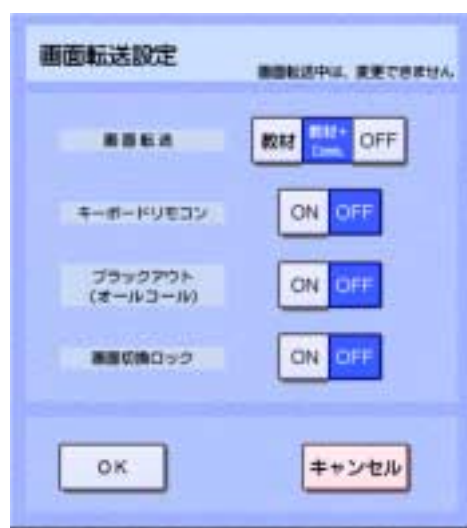 画面転送設定
画面転送中は、変更できません
画面転送
教材
教材+
Com.
OFF
キーボードリモコン
ON
OFF
ブラックアウト
(オールコール)
ON
OFF
画面切換ロック
ON
OFF
OK
キャンセル